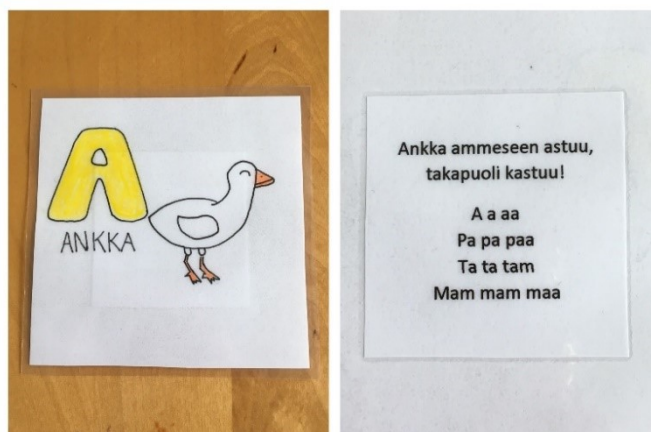 A
ANKKA
Ankka ammeseen astuu,
takapuoli kastuu!
A a aa
Pa pa paa
Ta ta tam
Mam mam maa